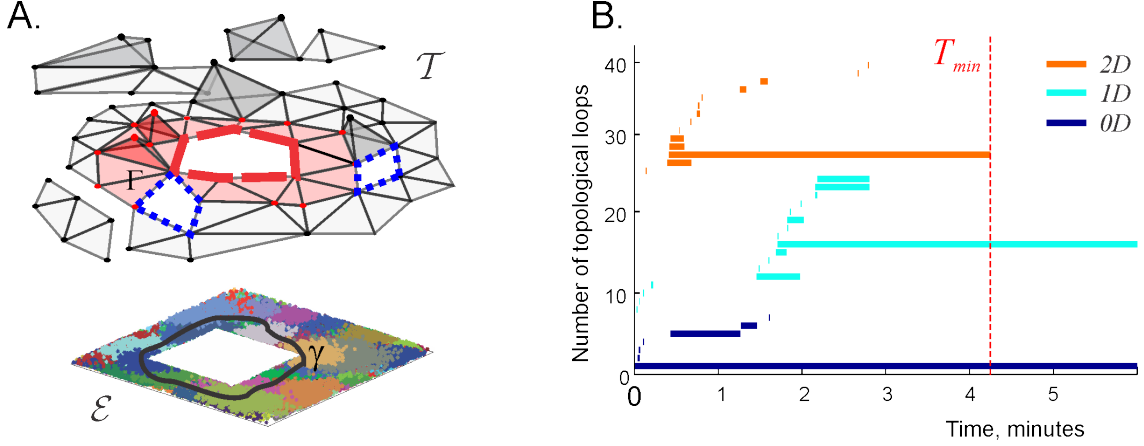 A.
𝒯
Γ
γ
ℰ
B.
Number of topological loops
40
30
20
10
0
T_min
2D
1D
0D
0
1
2
3
4
5
Time, minutes